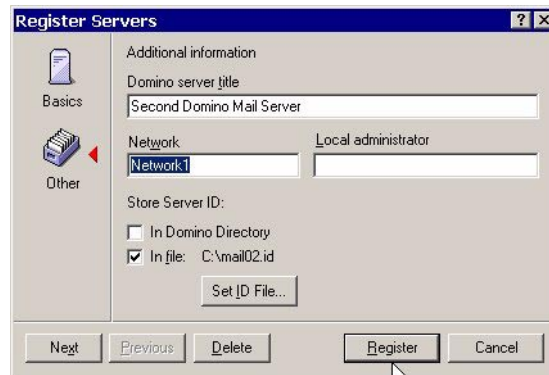 Register Servers
Basics
Other
Additional information
Domino server title
Second Domino Mail Server
Network Local administrator
Network1
Store Server ID:
In Domino Directory
In file: C:\mail02.id
Set ID File...
Next Previous Delete Register Cancel